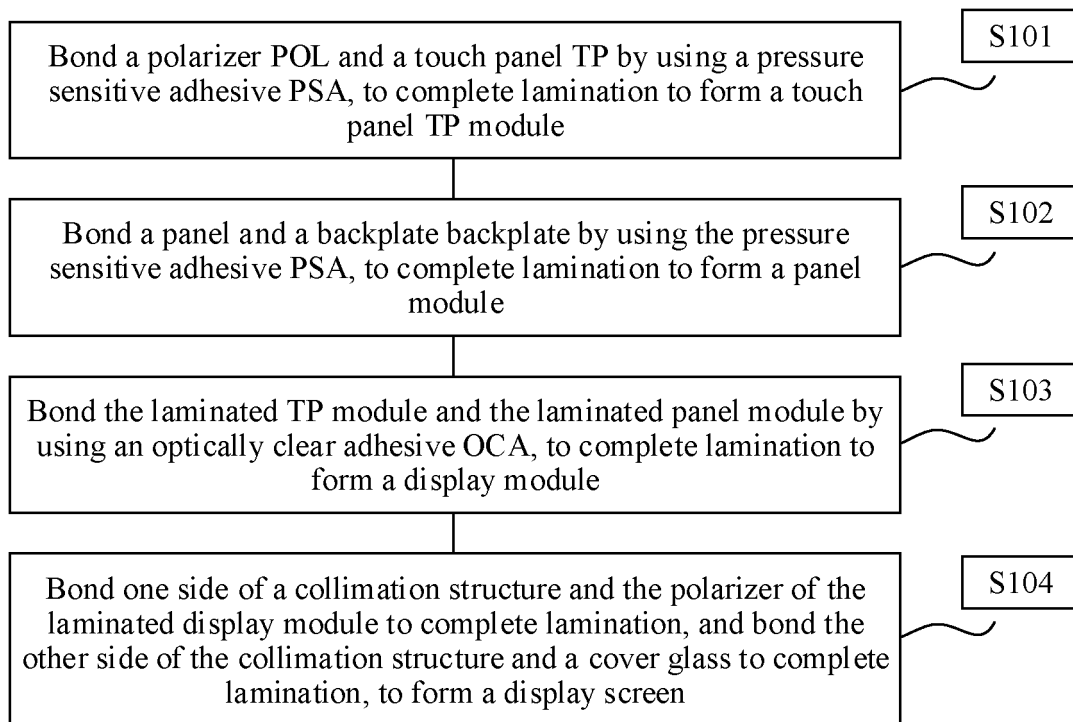 S101
Bond a polarizer POL and a touch panel TP by using a pressure
sensitive adhesive PSA, to complete lamination to form a touch
panel TP module
S102
Bond a panel and a backplate backplate by using the pressure
sensitive adhesive PSA, to complete lamination to form a panel
module
S103
Bond the laminated TP module and the laminated panel module by
using an optically clear adhesive OCA, to complete lamination to
form a display module
S104
Bond one side of a collimation structure and the polarizer of
the laminated display module to complete lamination, and bond the
other side of the collimation structure and a cover glass to complete
lamination, to form a display screen